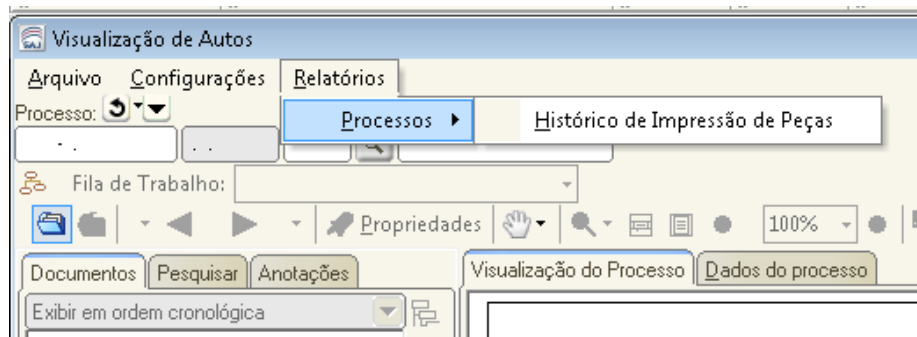 SAJ Visualização de Autos
Arquivo Configurações Relatórios
Processo:
Processos Histórico de Impressão de Peças
- .
. .
Fila de Trabalho:
Propriedades 100%
Documentos Pesquisar Anotações Visualização do Processo Dados do processo
Exibir em ordem cronológica